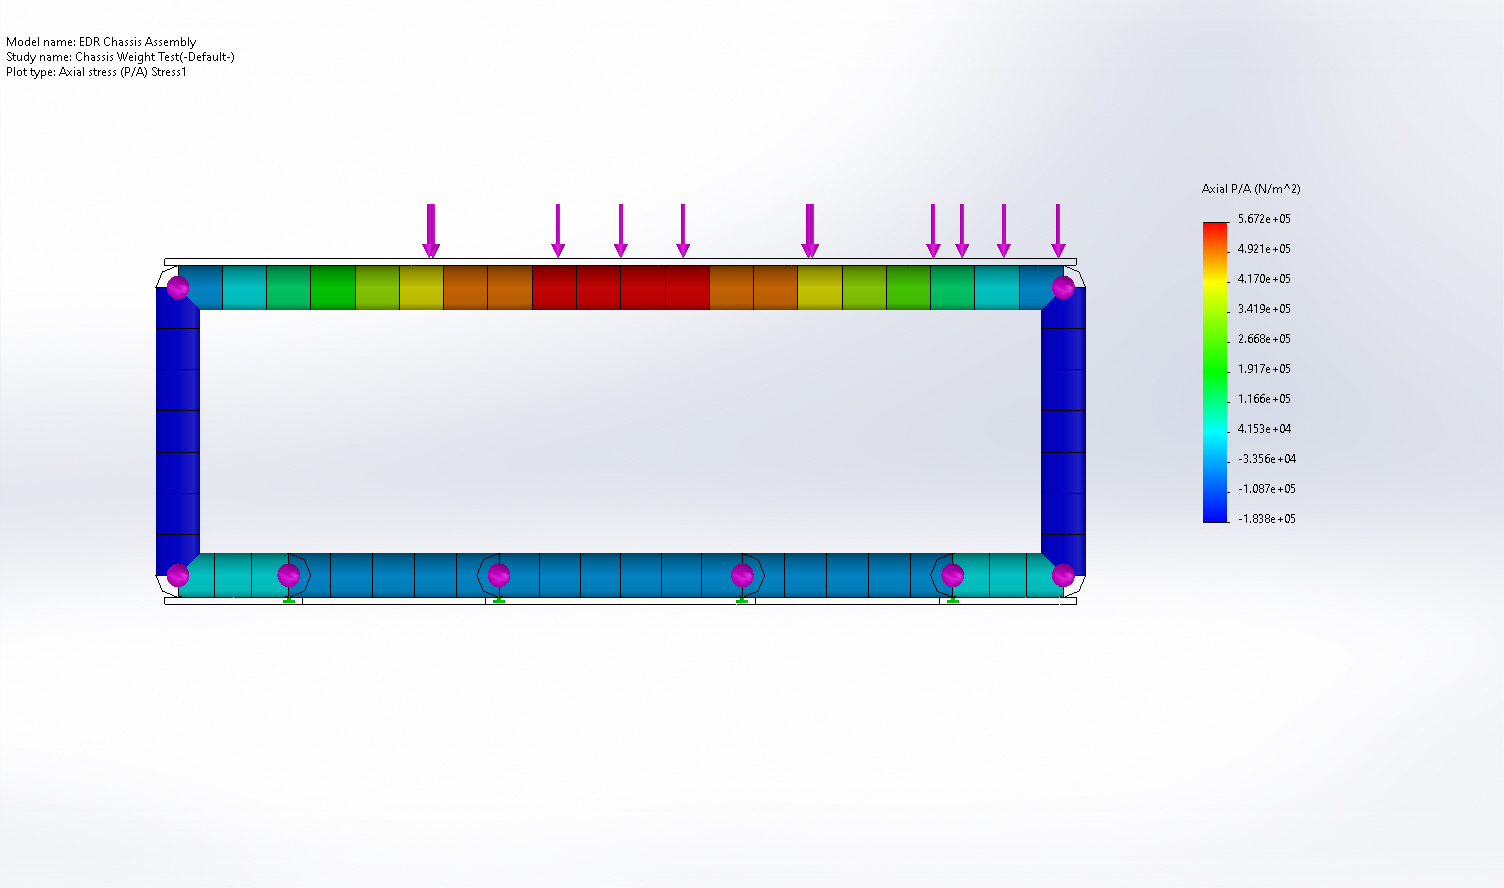 Model name: EDR Chassis Assembly
Study name: Chassis Weight Test(-Default-)
Plot type: Axial stress (P/A) Stress1
Axial P/A (N/m^2)
5.672e+05
4.921e+05
4.170e+05
3.419e+05
2.668e+05
1.917e+05
1.166e+05
4.153e+04
-3.356e+04
-1.087e+05
-1.838e+05